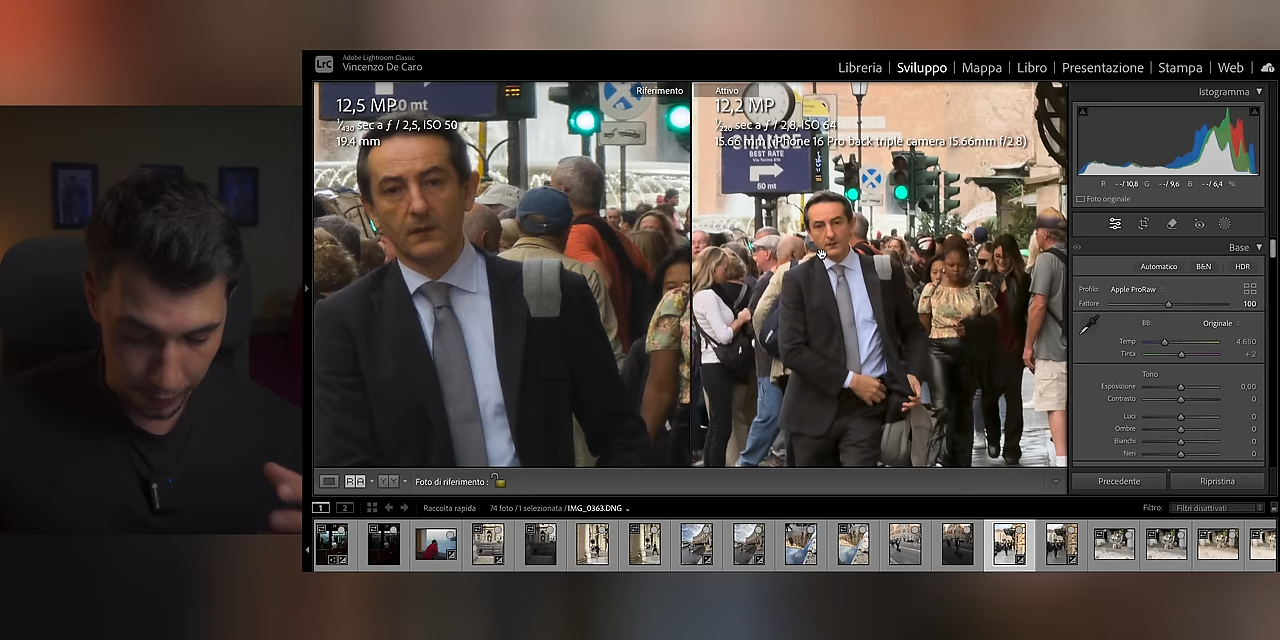 LrC
Adobe Lightroom Classic
Vincenzo De Caro
Libreria | Sviluppo | Mappa | Libro | Presentazione | Stampa | Web
Riferimento
12,5 MP
0 mt
1/430 sec a ƒ / 2,5, ISO 50
19.4 mm
Attivo
12,2 MP
1/220 sec a ƒ / 2,8, ISO 64
15.66 mm (iPhone 16 Pro back triple camera 15.66mm f/2.8)
CHANGE
BEST RATE
60 mt
Istogramma
R --/10,8 G --/9,6 B --/6,4 %
Foto originale
Base
Automatico B&N HDR
Profilo: Apple ProRaw
Fattore 100
BB: Originale
Temp 4.650
Tinta + 2
Tono
Esposizione 0,00
Contrasto 0
Luci 0
Ombre 0
Bianchi 0
Neri 0
Precedente Ripristina
R A Y Y Foto di riferimento :
1 2 Raccolta rapida 74 foto /1 selezionata /IMG_0363.DNG
Filtro: Filtri disattivati